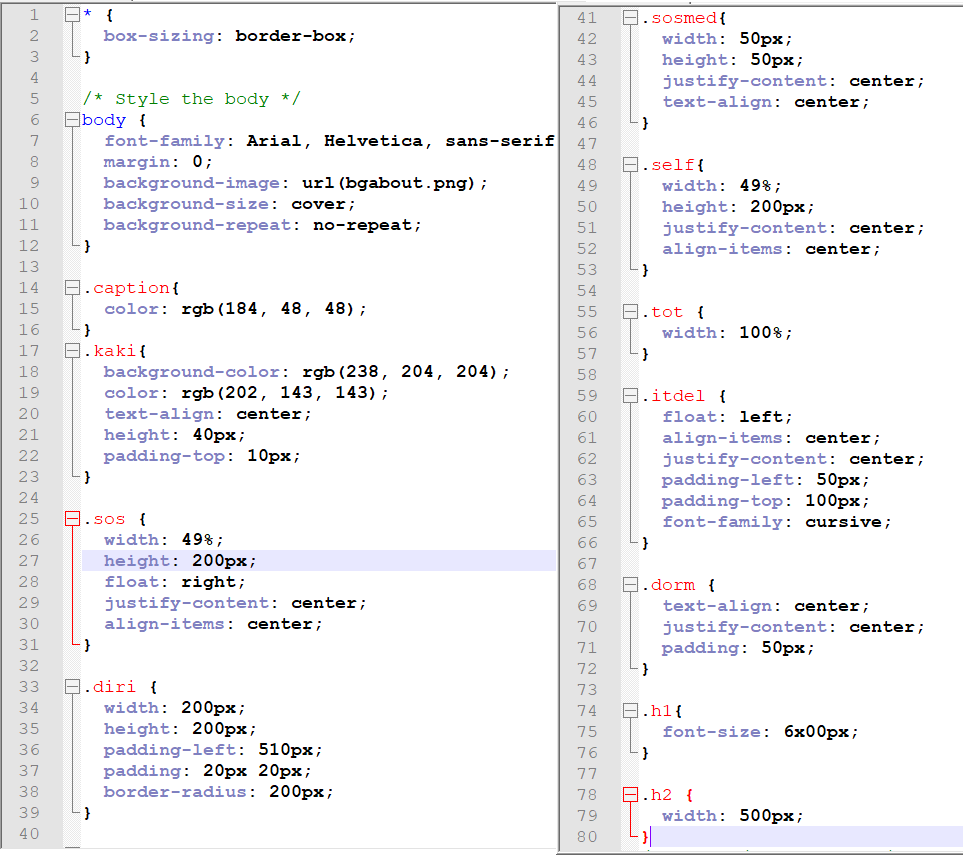 1 * {
2 box-sizing: border-box;
3 }
4
5 /* Style the body */
6 body {
7 font-family: Arial, Helvetica, sans-serif
8 margin: 0;
9 background-image: url(bgabout.png);
10 background-size: cover;
11 background-repeat: no-repeat;
12 }
13
14 .caption{
15 color: rgb(184, 48, 48);
16 }
17 .kaki{
18 background-color: rgb(238, 204, 204);
19 color: rgb(202, 143, 143);
20 text-align: center;
21 height: 40px;
22 padding-top: 10px;
23 }
24
25 .sos {
26 width: 49%;
27 height: 200px;
28 float: right;
29 justify-content: center;
30 align-items: center;
31 }
32
33 .diri {
34 width: 200px;
35 height: 200px;
36 padding-left: 510px;
37 padding: 20px 20px;
38 border-radius: 200px;
39 }
40
41 .sosmed{
42 width: 50px;
43 height: 50px;
44 justify-content: center;
45 text-align: center;
46 }
47
48 .self{
49 width: 49%;
50 height: 200px;
51 justify-content: center;
52 align-items: center;
53 }
54
55 .tot {
56 width: 100%;
57 }
58
59 .itdel {
60 float: left;
61 align-items: center;
62 justify-content: center;
63 padding-left: 50px;
64 padding-top: 100px;
65 font-family: cursive;
66 }
67
68 .dorm {
69 text-align: center;
70 justify-content: center;
71 padding: 50px;
72 }
73
74 .h1{
75 font-size: 6x00px;
76 }
77
78 .h2 {
79 width: 500px;
80 }